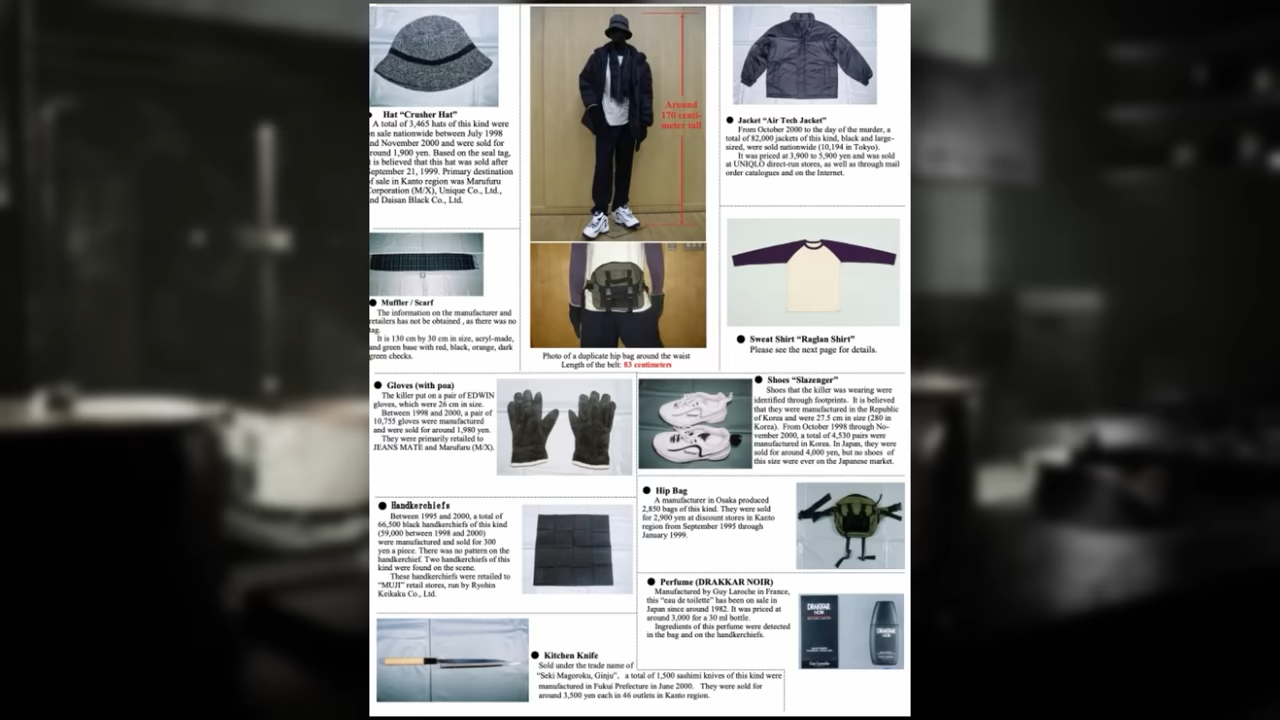 Hat “Crusher Hat”
A total of 3,465 hats of this kind were
sale nationwide between July 1998
November 2000 and were sold for
1,900 yen. Based on the seal tag,
is believed that this hat was sold after
21, 1999. Primary destination
sale in Kanto region was Marufuru
(M/X), Unique Co., Ltd.,
Daisan Black Co., Ltd.
Around
170 centi-
meter tall
Jacket “Air Tech Jacket”
From October 2000 to the day of the murder, a
total of 82,000 jackets of this kind, black and large-
sized, were sold nationwide (10,194 in Tokyo).
It was priced at 3,900 to 5,900 yen and was sold
at UNIQLO direct-run stores, as well as through mail
order catalogues and on the Internet.
Muffler / Scarf
The information on the manufacturer and
retailers has not be obtained , as there was no
tag.
It is 130 cm by 30 cm in size, acryl-made,
and green base with red, black, orange, dark
green checks.
Photo of a duplicate hip bag around the waist
Length of the belt: 83 centimeters
Sweat Shirt “Raglan Shirt”
Please see the next page for details.
Gloves (with poa)
The killer put on a pair of EDWIN
gloves, which were 26 cm in size.
Between 1998 and 2000, a pair of
10,755 gloves were manufactured
and were sold for around 1,980 yen.
They were primarily retailed to
JEANS MATE and Marufuru (M/X).
Shoes “Slazenger”
Shoes that the killer was wearing were
identified through footprints. It is believed
that they were manufactured in the Republic
of Korea and were 27.5 cm in size (280 in
Korea). From October 1998 through No-
vember 2000, a total of 4,530 pairs were
manufactured in Korea. In Japan, they were
sold for around 4,000 yen, but no shoes of
this size were ever on the Japanese market.
Handkerchiefs
Between 1995 and 2000, a total of
66,500 black handkerchiefs of this kind
(59,000 between 1998 and 2000)
were manufactured and sold for 300
yen a piece. There was no pattern on the
handkerchief. Two handkerchiefs of this
kind were found on the scene.
These handkerchiefs were retailed to
“MUJI” retail stores, run by Ryohin
Keikaku Co., Ltd.
Hip Bag
A manufacturer in Osaka produced
2,850 bags of this kind. They were sold
for 2,900 yen at discount stores in Kanto
region from September 1995 through
January 1999.
Perfume (DRAKKAR NOIR)
Manufactured by Guy Laroche in France,
this “eau de toilette” has been on sale in
Japan since around 1982. It was priced at
around 3,000 for a 30 ml bottle.
Ingredients of this perfume were detected
in the bag and on the handkerchiefs.
DRAKKAR
NOIR
Guy Laroche
DRAKKAR
NOIR
Kitchen Knife
Sold under the trade name of
“Seki Magoroku, Ginju”, a total of 1,500 sashimi knives of this kind were
manufactured in Fukui Prefecture in June 2000. They were sold for
around 3,500 yen each in 46 outlets in Kanto region.